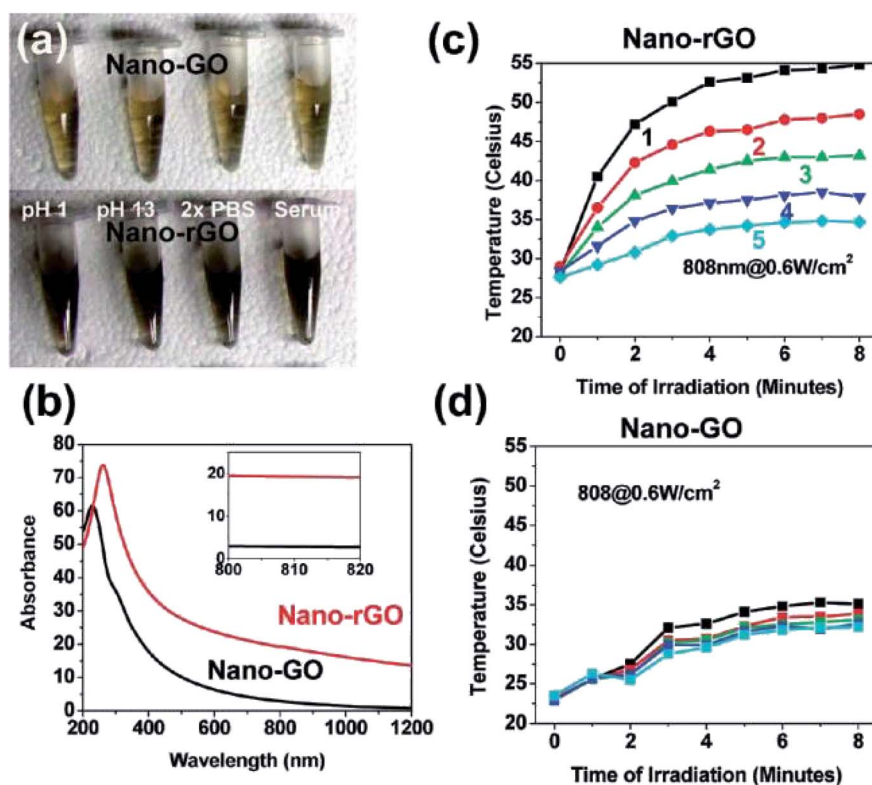 (a)
Nano-GO
pH 1 pH 13 2x PBS Serum
Nano-rGO
(b)
80
70
60
50
40
30
20
10
0
Absorbance
200 400 600 800 1000 1200
Wavelength (nm)
20
10
0
800 810 820
Nano-rGO
Nano-GO
(c)
Nano-rGO
55
50
45
40
35
30
25
20
Temperature (Celsius)
1
2
3
4
5
808nm@0.6W/cm²
0 2 4 6 8
Time of Irradiation (Minutes)
(d)
Nano-GO
55
50
45
40
35
30
25
20
Temperature (Celsius)
808@0.6W/cm²
0 2 4 6 8
Time of Irradiation (Minutes)